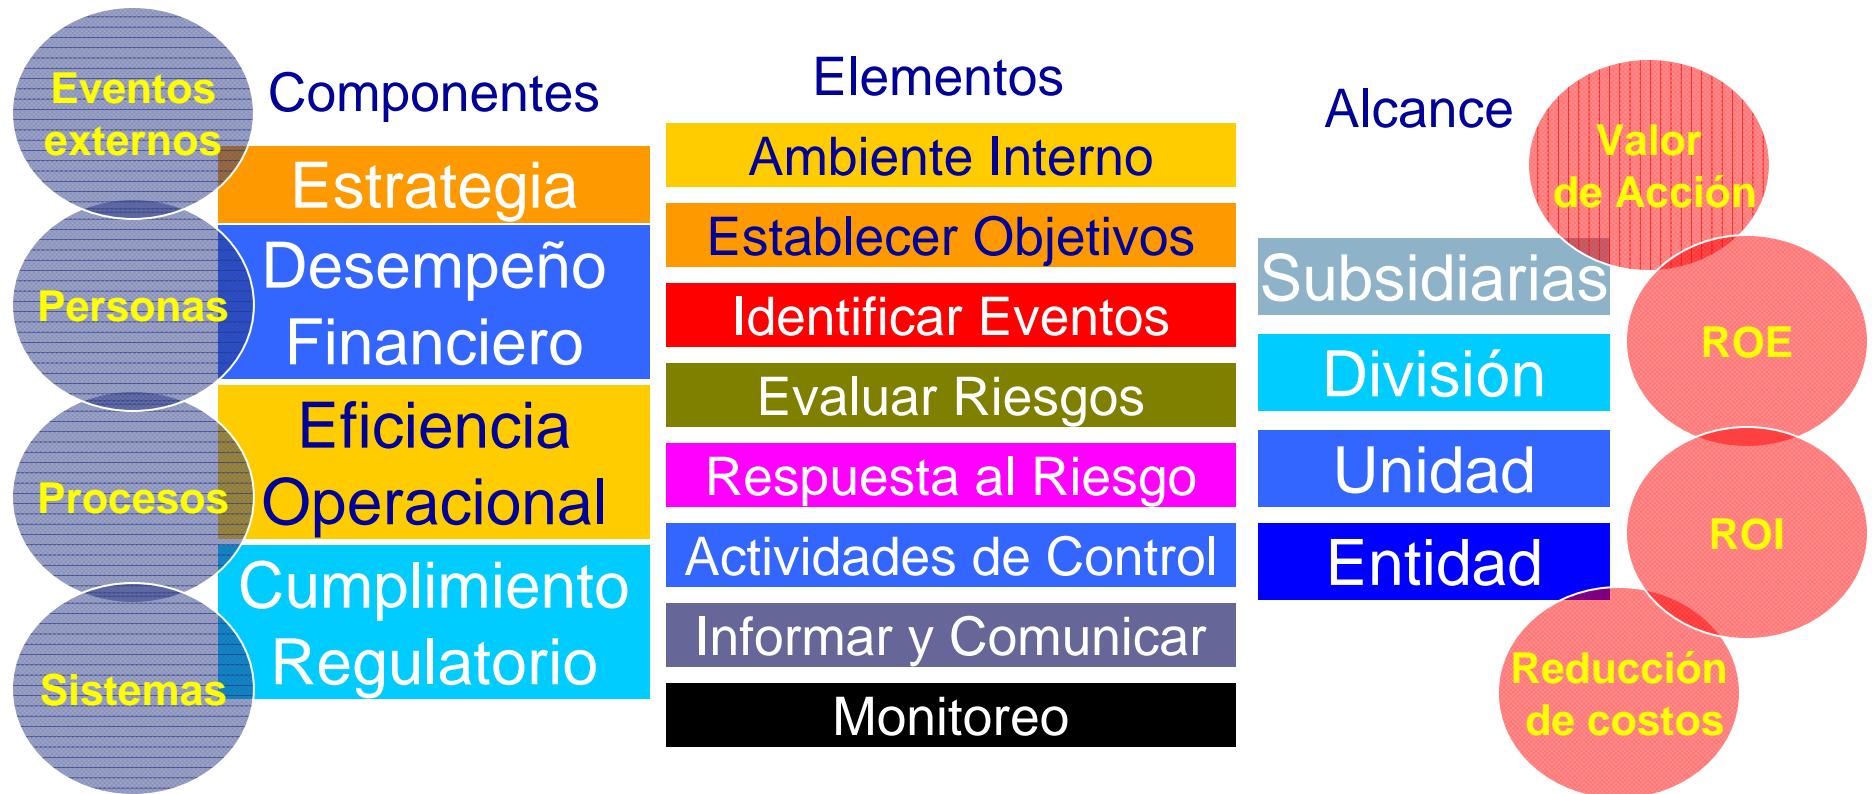 Eventos
externos
Personas
Procesos
Sistemas
Componentes
Estrategia
Desempeño
Financiero
Eficiencia
Operacional
Cumplimiento
Regulatorio
Elementos
Ambiente Interno
Establecer Objetivos
Identificar Eventos
Evaluar Riesgos
Respuesta al Riesgo
Actividades de Control
Informar y Comunicar
Monitoreo
Alcance
Subsidiarias
División
Unidad
Entidad
Valor
de Acción
ROE
ROI
Reducción
de costos